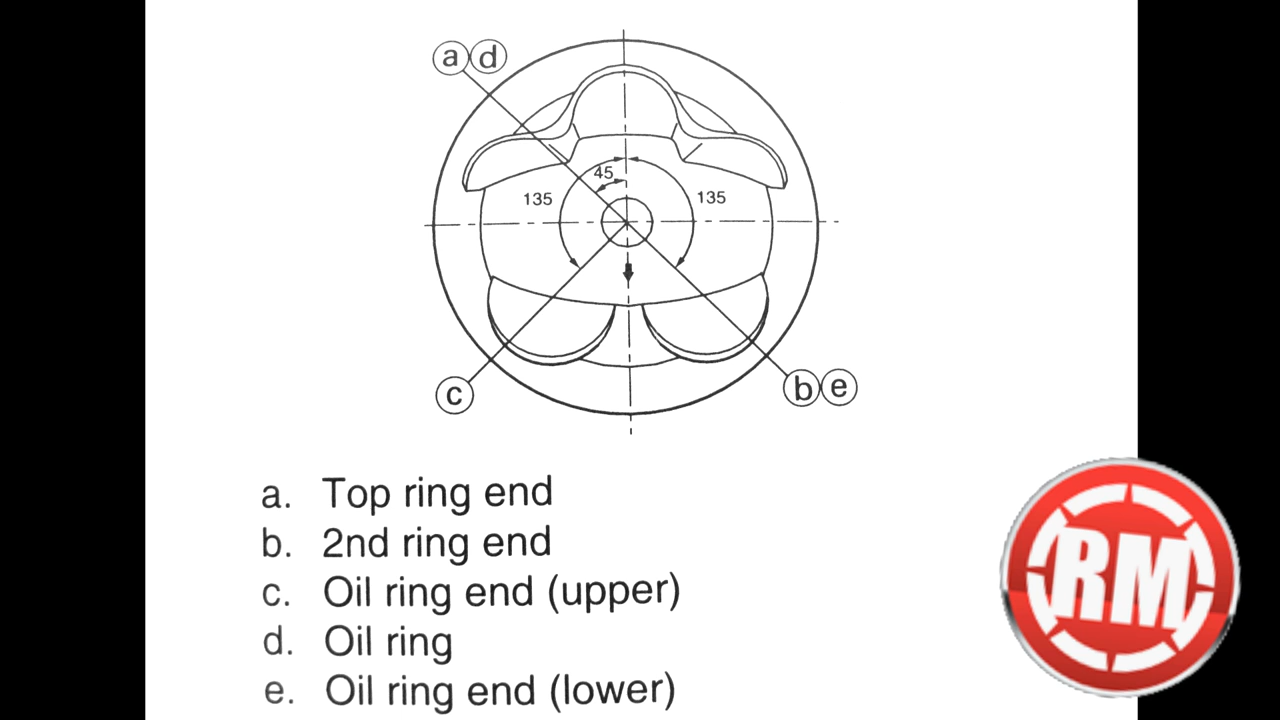 a d
45
135 135
c
b e
a. Top ring end
b. 2nd ring end
c. Oil ring end (upper)
d. Oil ring
e. Oil ring end (lower)
RM